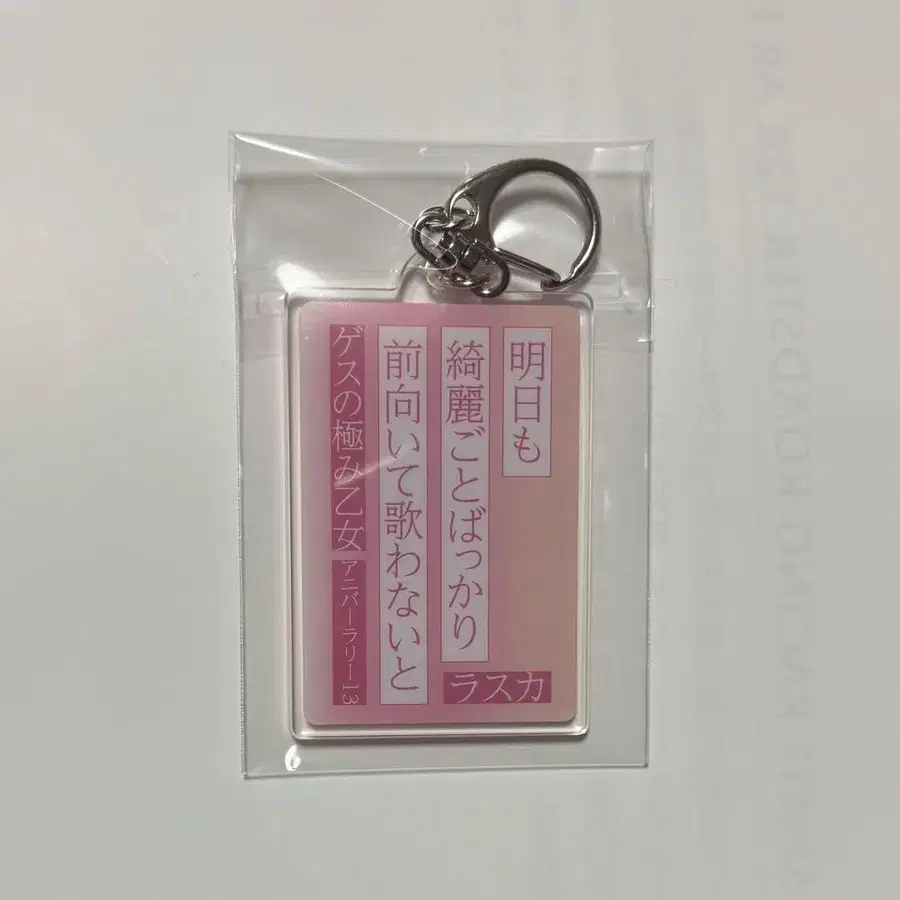 明日も
綺麗ごとばっかり
前向いて歌わないと
ラスカ
ゲスの極み乙女
アニバーラリー13